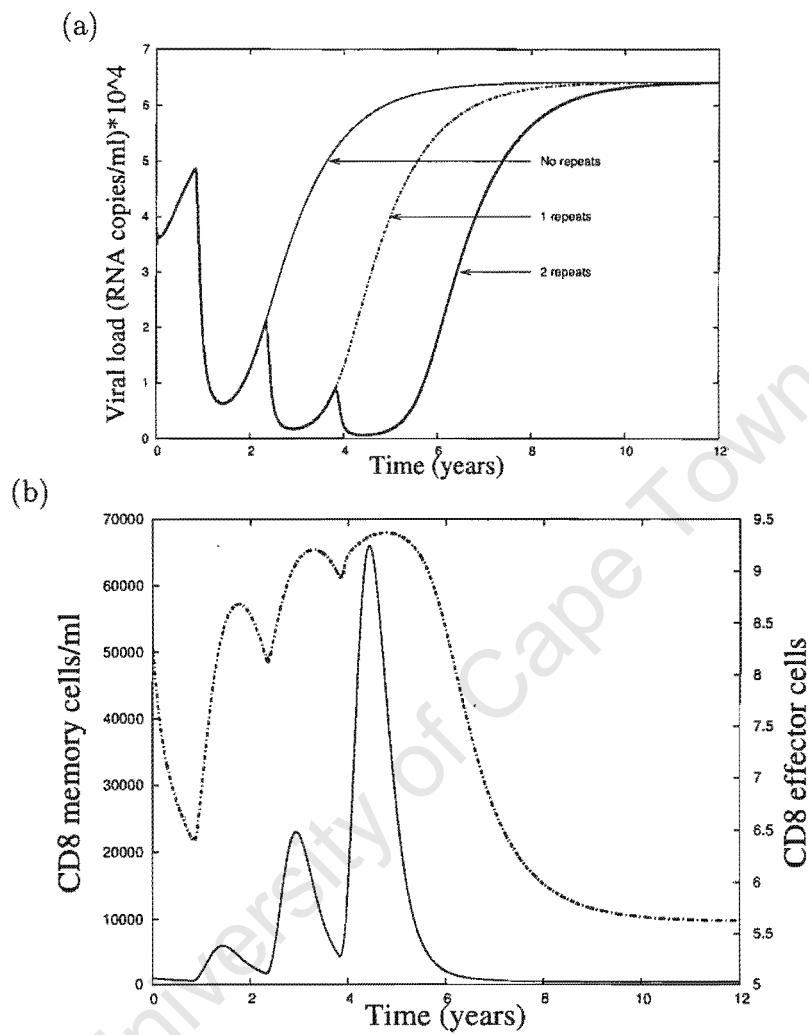 (a)
Viral load (RNA copies/ml)*10^4
7
6
5
4
3
2
1
0
No repeats
1 repeats
2 repeats
0 2 4 6 8 10 12
Time (years)
(b)
CD8 memory cells/ml
70000
60000
50000
40000
30000
20000
10000
0
9.5
9
8.5
8
7.5
7
6.5
6
5.5
5
CD8 effector cells
0 2 4 6 8 10 12
Time (years)
University of Cape Town